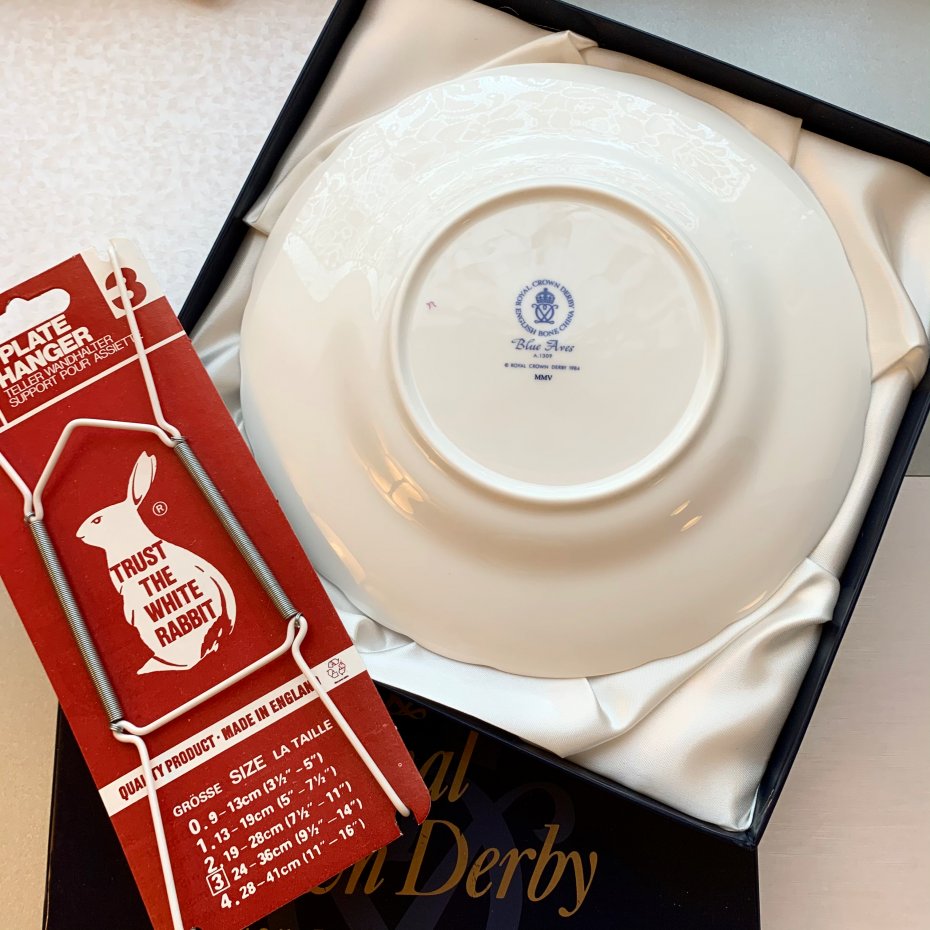 3
PLATE
HANGER
TELLER WANDHALTER
SUPPORT POUR ASSIETT
®
TRUST
THE
WHITE
RABBIT
QUALITY PRODUCT · MADE IN ENGLAND
GRÖSSE SIZE LA TAILLE
0. 9-13cm (3½"-5")
1. 13-19cm (5"-7½")
2. 19-28cm (7½"-11")
3 24-36cm (9½"-14")
4. 28-41cm (11"-16")
ROYAL CROWN DERBY
ENGLISH BONE CHINA
Blue Aves
A.1309
© ROYAL CROWN DERBY 1984
MMV
Derby